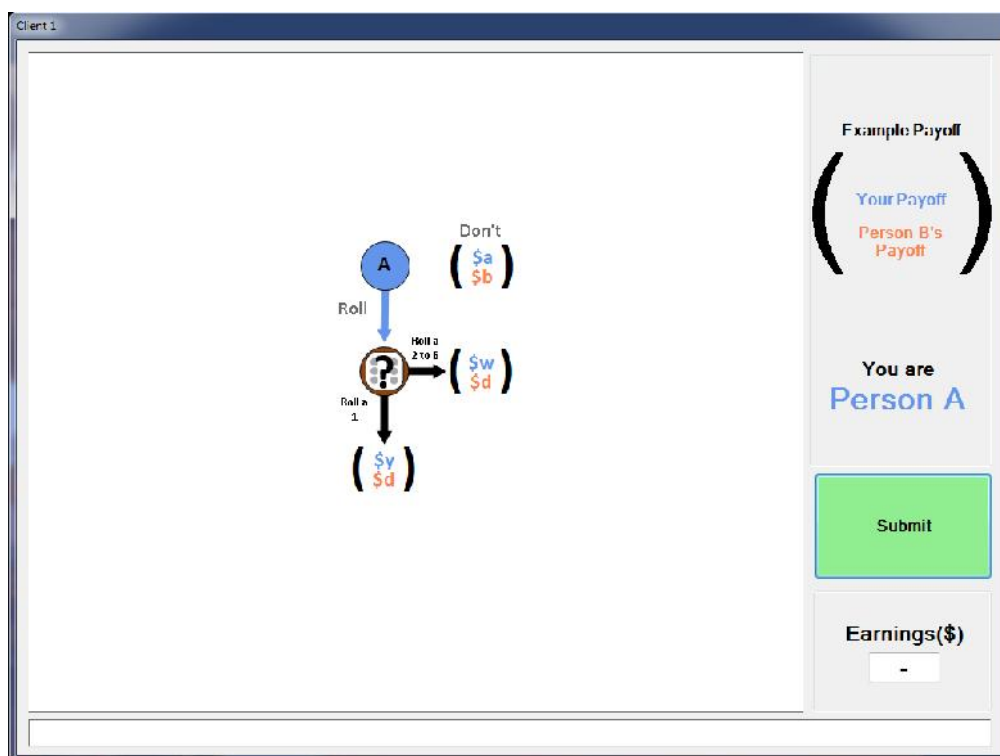 Client 1
Example Payoff
Your Payoff
Person B's
Payoff
Don't
A
$a
$b
Roll
Roll a
2 to 6
?
$w
$d
You are
Person A
Roll a
1
$y
$d
Submit
Earnings($)
-